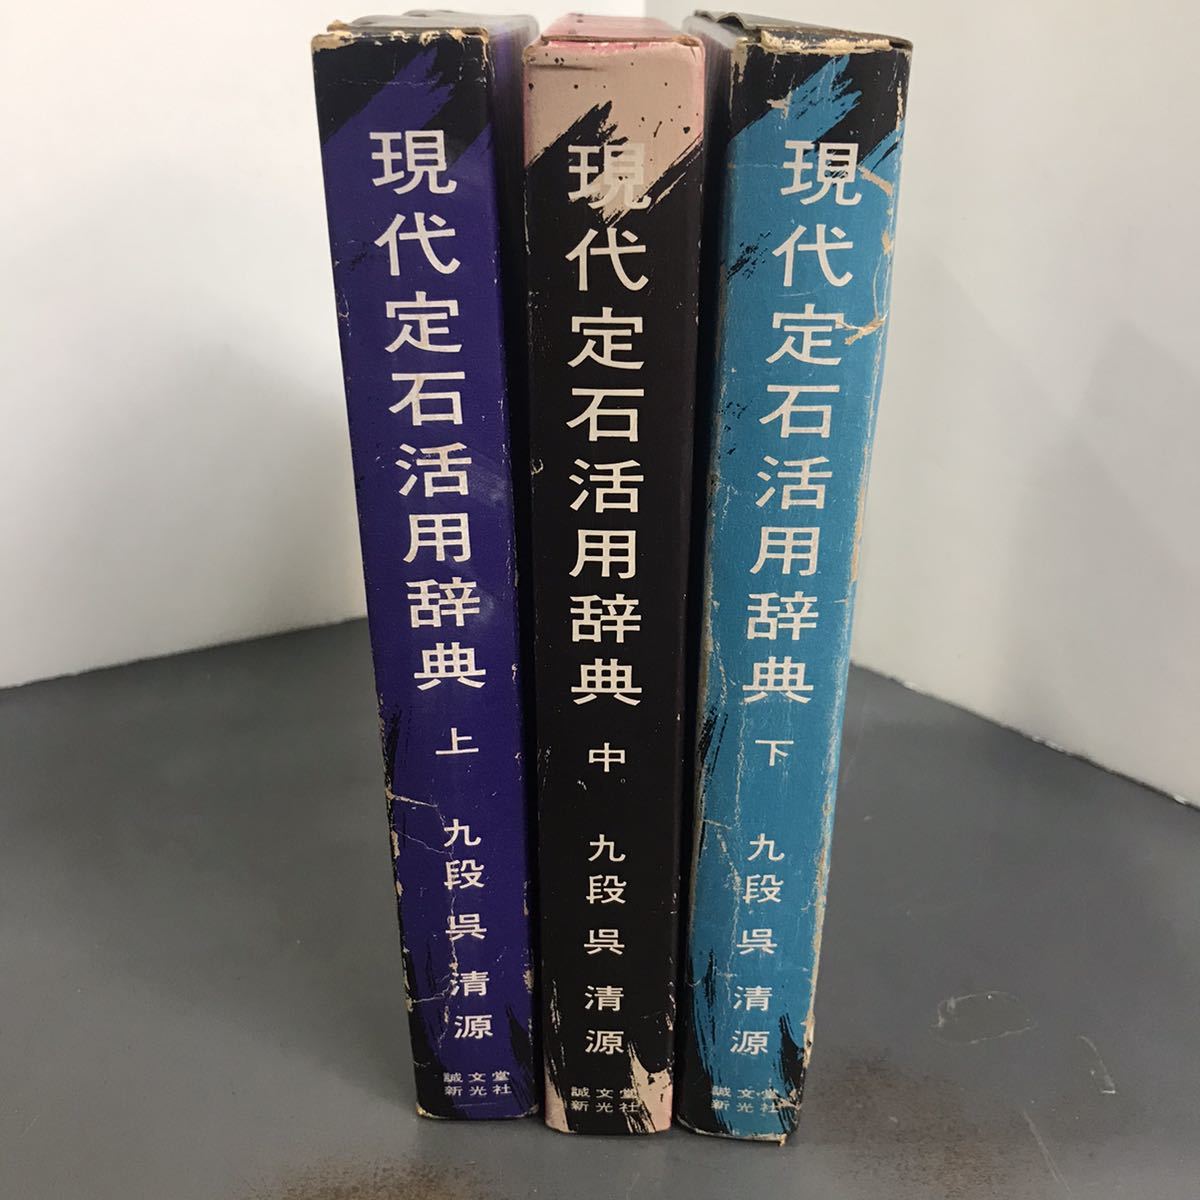 現代定石活用辞典 上 九段 呉 清源
誠文堂
新光社
現代定石活用辞典 中 九段 呉 清源
誠文堂
新光社
現代定石活用辞典 下 九段 呉 清源
誠文堂
新光社